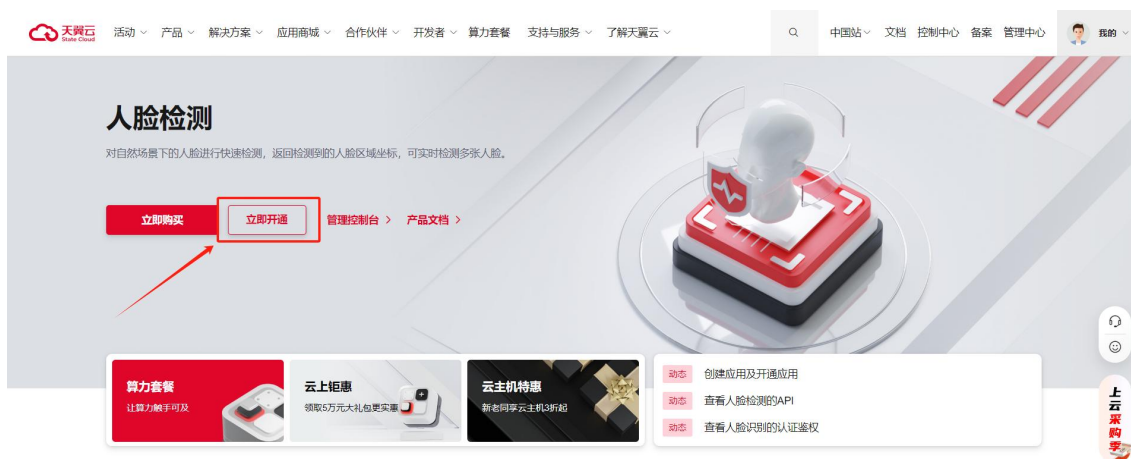 天翼云
State Cloud
活动 产品 解决方案 应用商城 合作伙伴 开发者 算力套餐 支持与服务 了解天翼云 中国站 文档 控制中心 备案 管理中心 我的
人脸检测
对自然场景下的人脸进行快速检测，返回检测到的人脸区域坐标，可实时检测多张人脸。
立即购买 立即开通 管理控制台 产品文档
算力套餐
让算力触手可及
云上钜惠
领取5万元大礼包更实惠
云主机特惠
新老同享云主机3折起
动态 创建应用及开通应用
动态 查看人脸检测的API
动态 查看人脸识别的认证鉴权
上云采购季